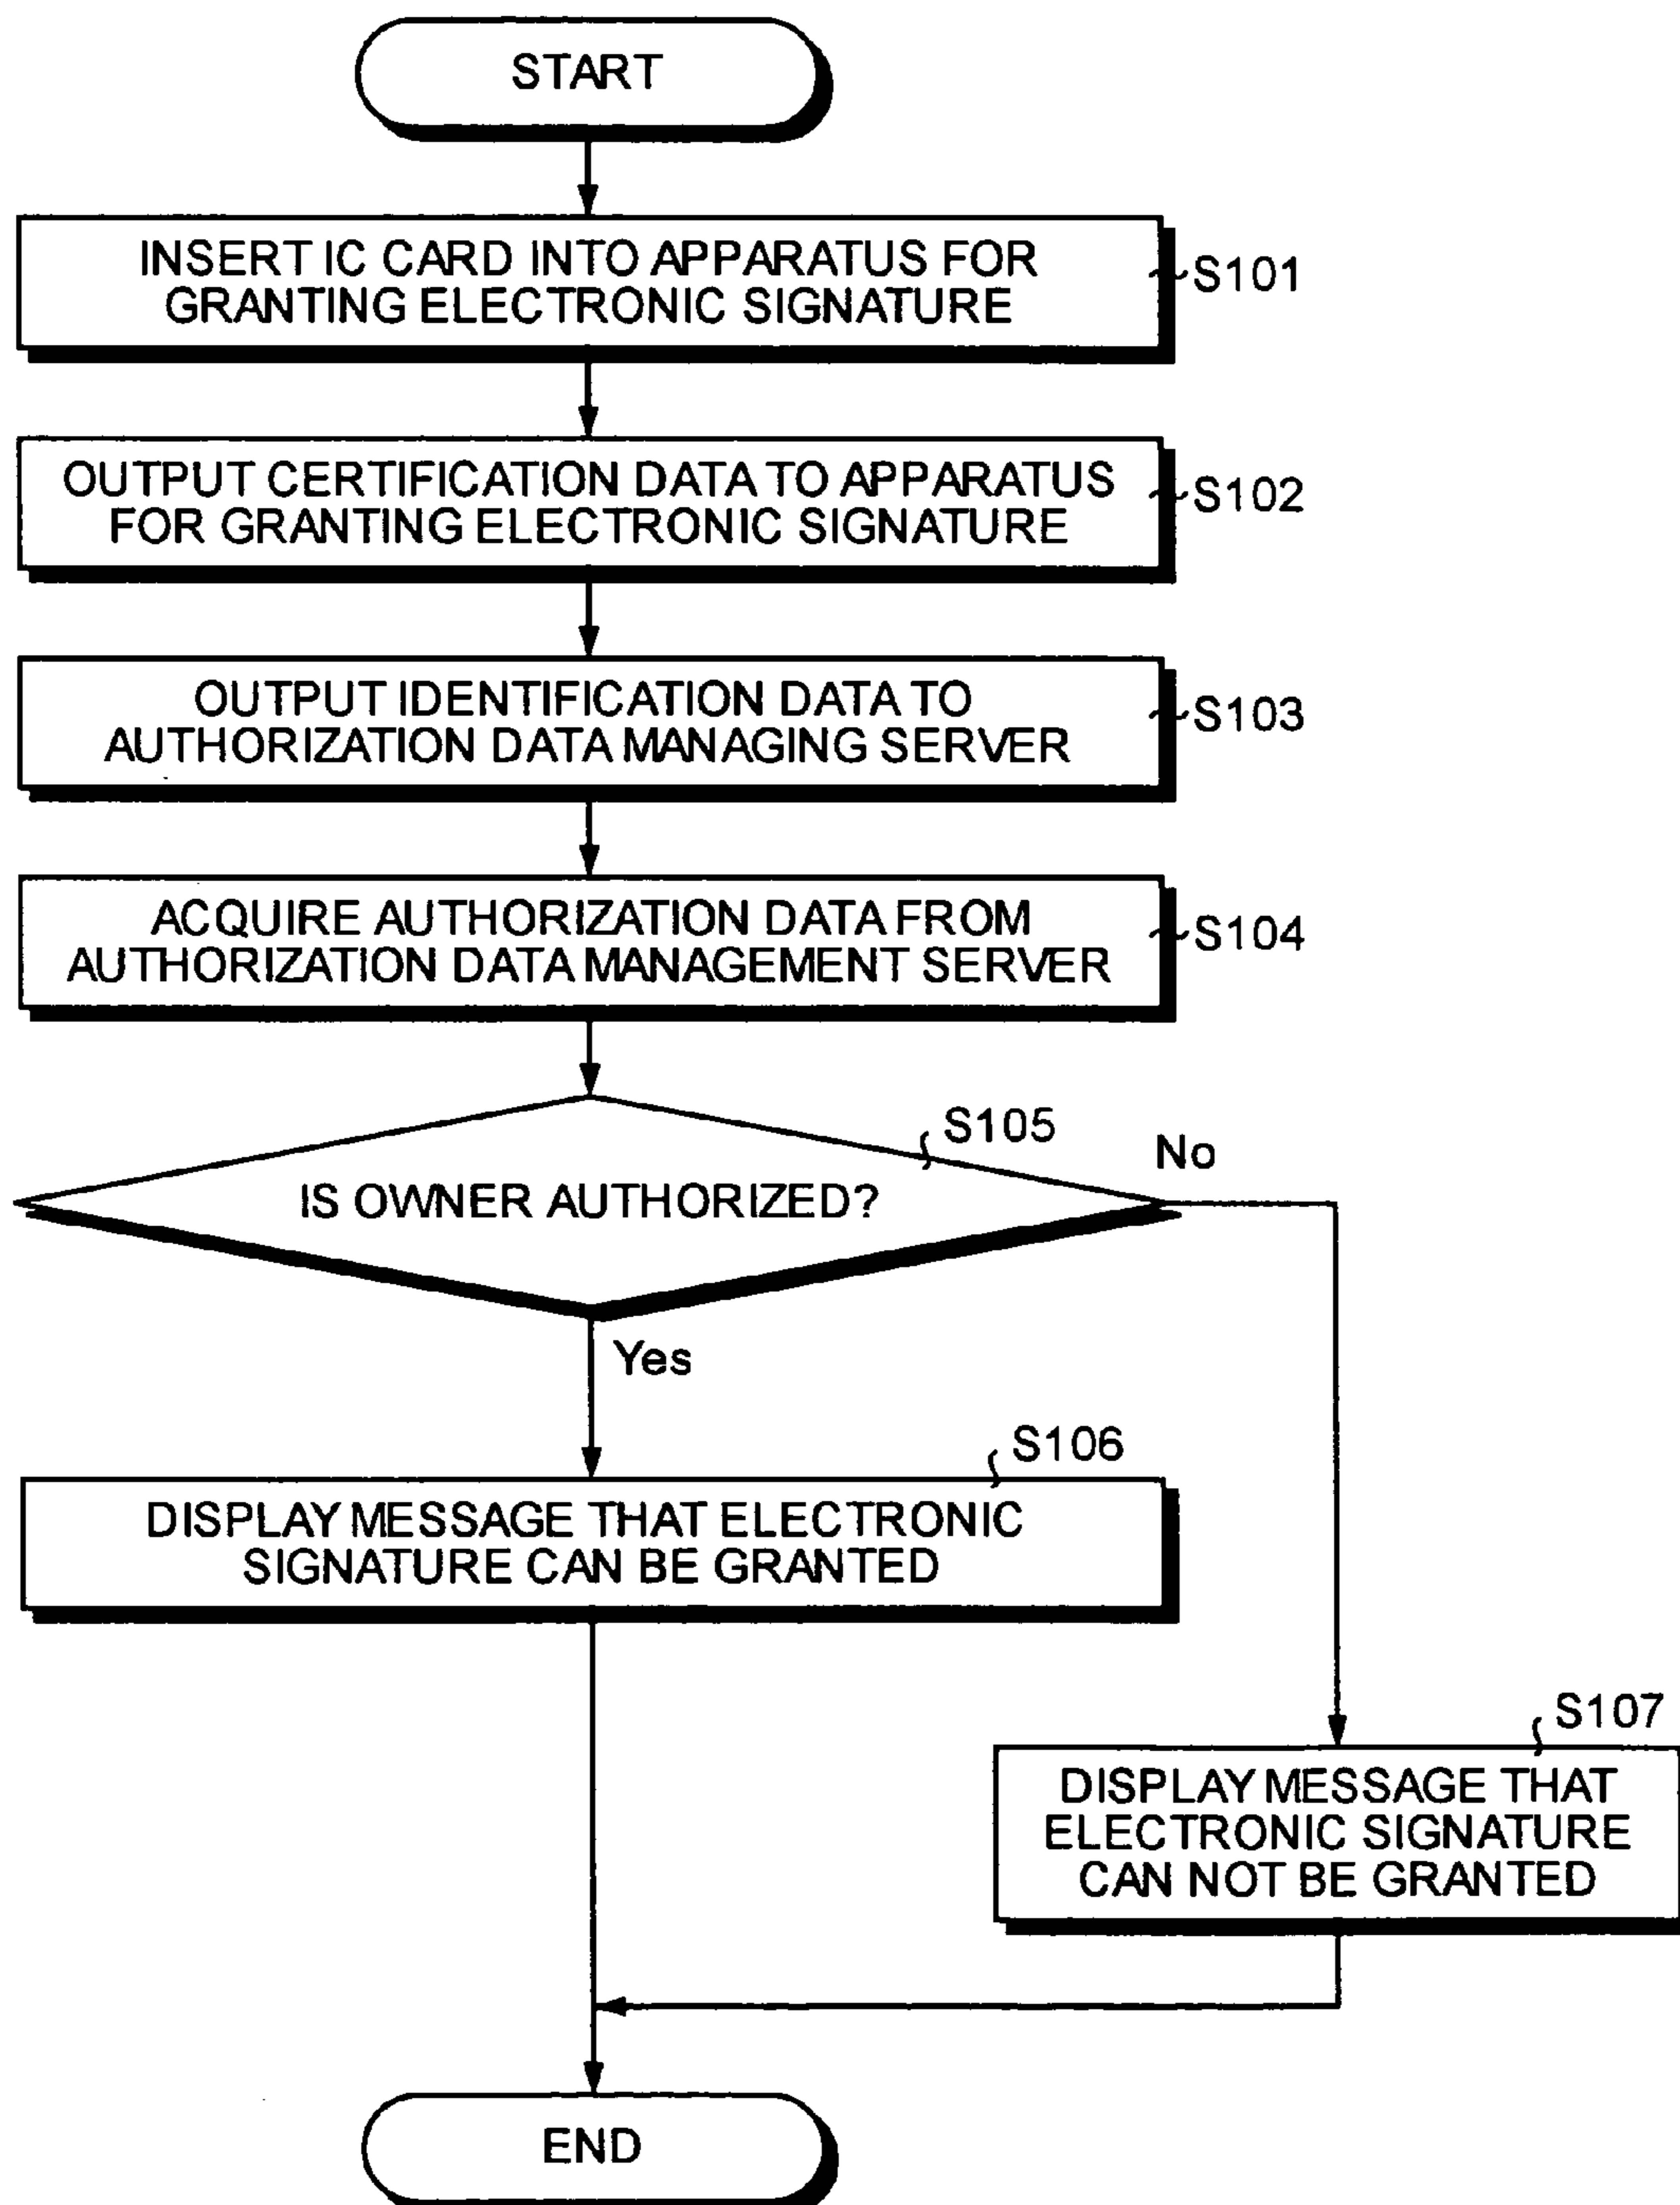 START
INSERT IC CARD INTO APPARATUS FOR
GRANTING ELECTRONIC SIGNATURE
S101
OUTPUT CERTIFICATION DATA TO APPARATUS
FOR GRANTING ELECTRONIC SIGNATURE
S102
OUTPUT IDENTIFICATION DATA TO
AUTHORIZATION DATA MANAGING SERVER
S103
ACQUIRE AUTHORIZATION DATA FROM
AUTHORIZATION DATA MANAGEMENT SERVER
S104
S105
No
IS OWNER AUTHORIZED?
Yes
S106
DISPLAY MESSAGE THAT ELECTRONIC
SIGNATURE CAN BE GRANTED
S107
DISPLAY MESSAGE THAT
ELECTRONIC SIGNATURE
CAN NOT BE GRANTED
END